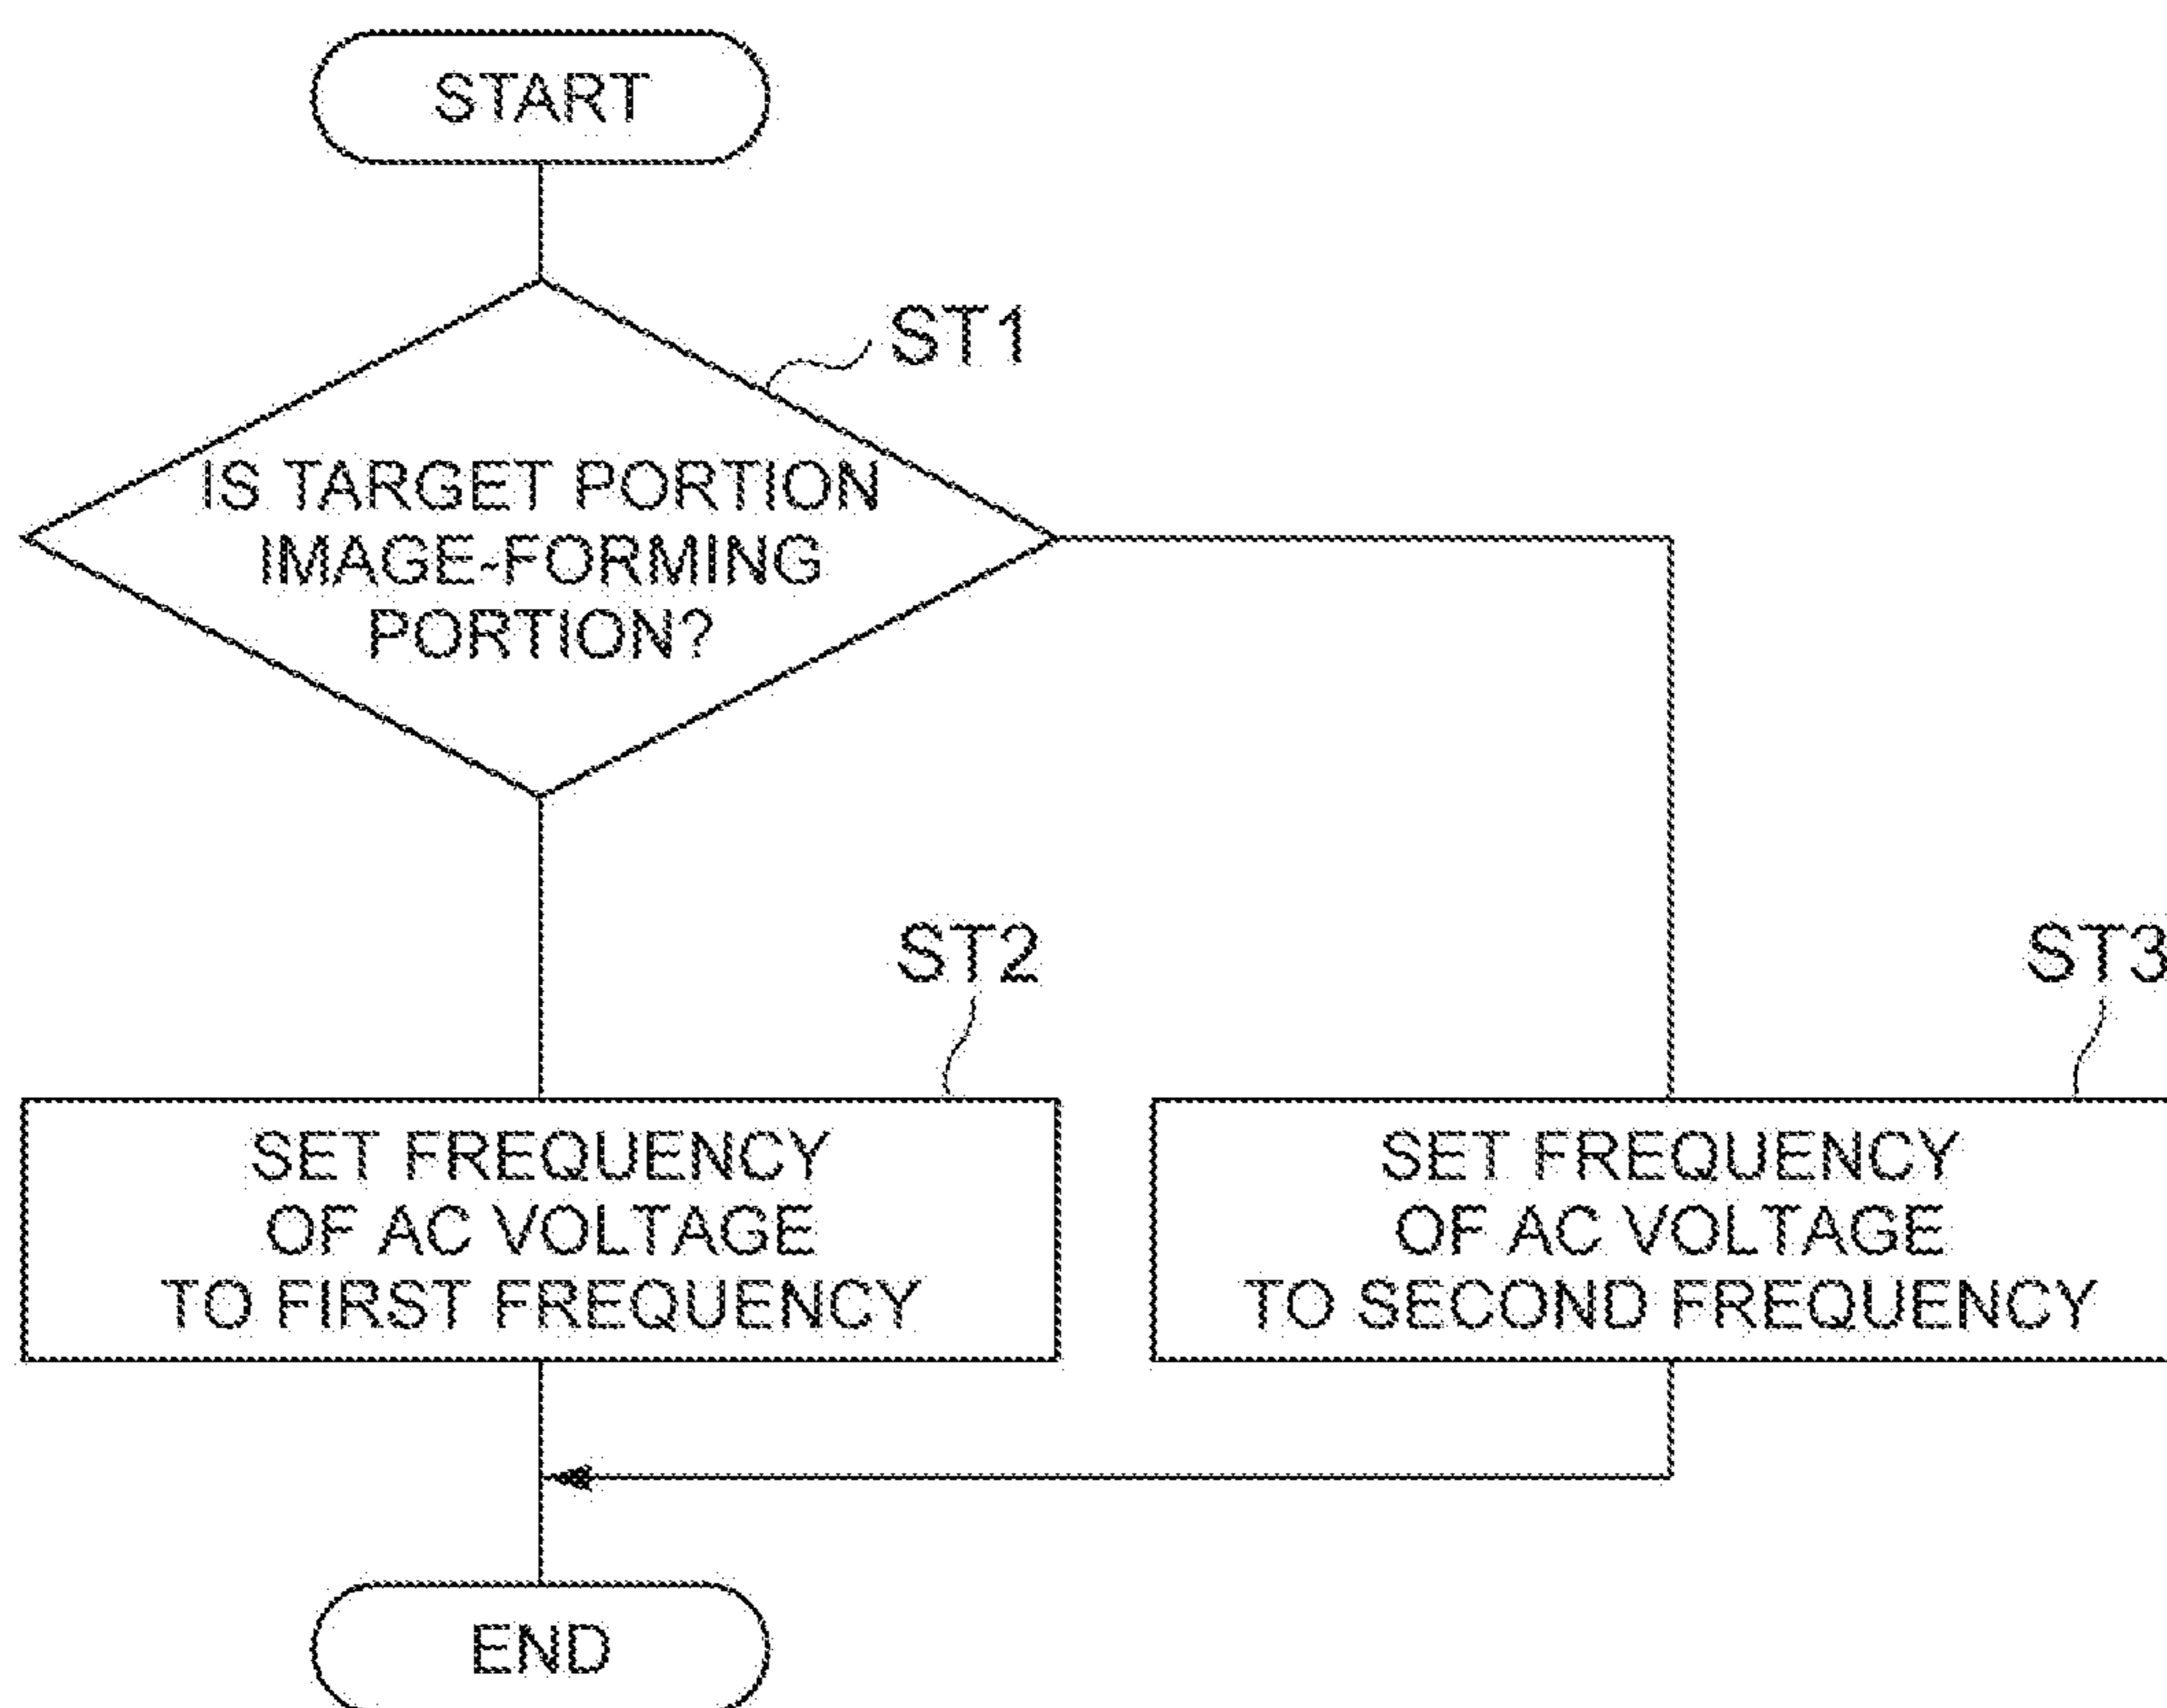 START
ST1
IS TARGET PORTION
IMAGE-FORMING
PORTION?
ST2
ST3
SET FREQUENCY
OF AC VOLTAGE
TO FIRST FREQUENCY
SET FREQUENCY
OF AC VOLTAGE
TO SECOND FREQUENCY
END